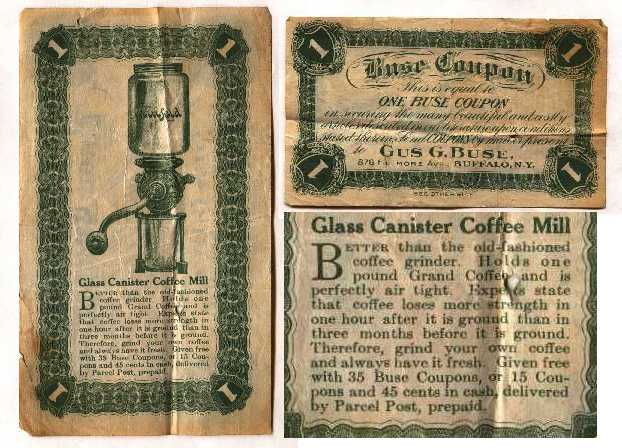 1 1
Glass Canister Coffee Mill
BETTER than the old-fashioned
coffee grinder. Holds one
pound Grand Coffee and is
perfectly air tight. Experts state
that coffee loses more strength in
one hour after it is ground than in
three months before it is ground.
Therefore, grind your own coffee
and always have it fresh. Given free
with 35 Buse Coupons, or 15 Cou-
pons and 45 cents in cash, delivered
by Parcel Post, prepaid.
1 1
1 1
Buse Coupon
This is equal to
ONE BUSE COUPON
in securing the many beautiful and costly
to GUS G. BUSE.
AVE., BUFFALO, N.Y.
1 1
Glass Canister Coffee Mill
BETTER than the old-fashioned
coffee grinder. Holds one
pound Grand Coffee and is
perfectly air tight. Experts state
that coffee loses more strength in
one hour after it is ground than in
three months before it is ground.
Therefore, grind your own coffee
and always have it fresh. Given free
with 35 Buse Coupons, or 15 Cou-
pons and 45 cents in cash, delivered
by Parcel Post, prepaid.